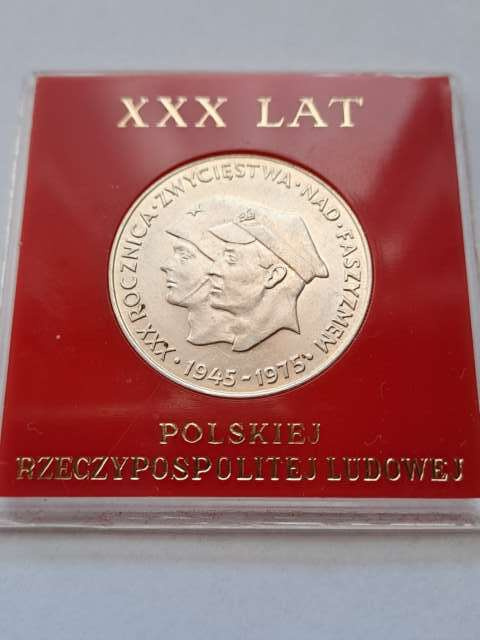 XXX LAT
XXX ROCZNICA · ZWYCIĘSTWA · NAD · FASZYZMEM
· 1945-1975 ·
POLSKIEJ
RZECZYPOSPOLITEJ LUDOWEJ